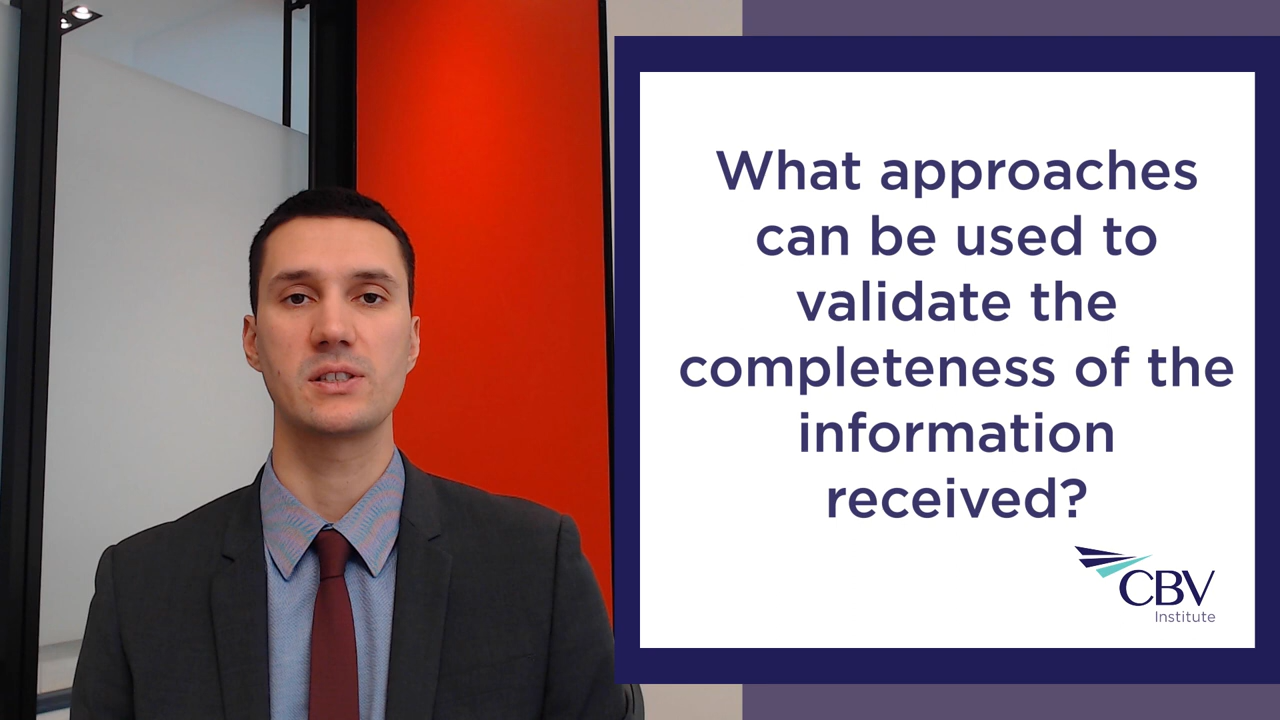 What approaches
can be used to
validate the
completeness of the
information
received?
CBV
Institute